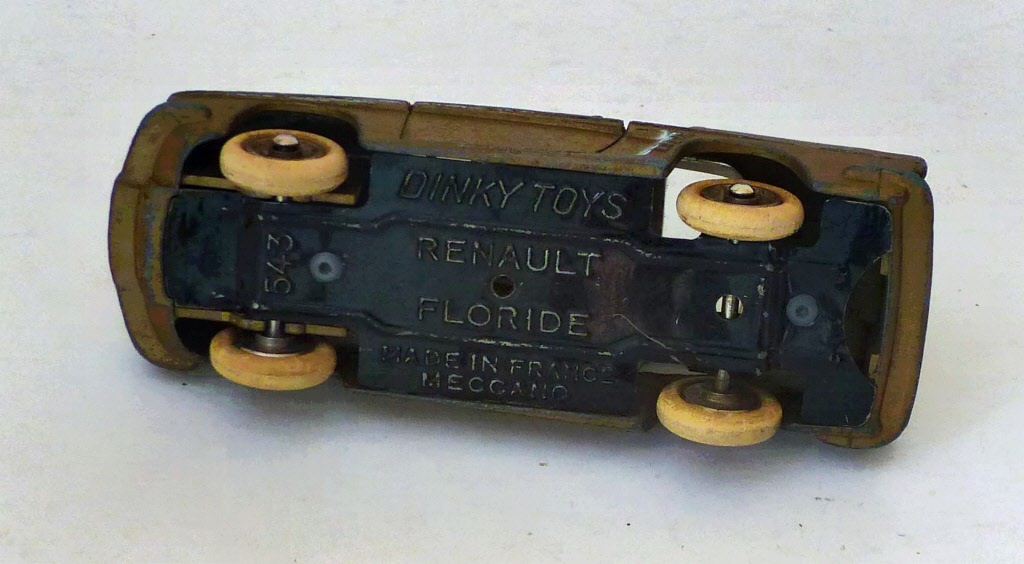 DINKY TOYS
543
RENAULT
FLORIDE
MADE IN FRANCE
MECCANO